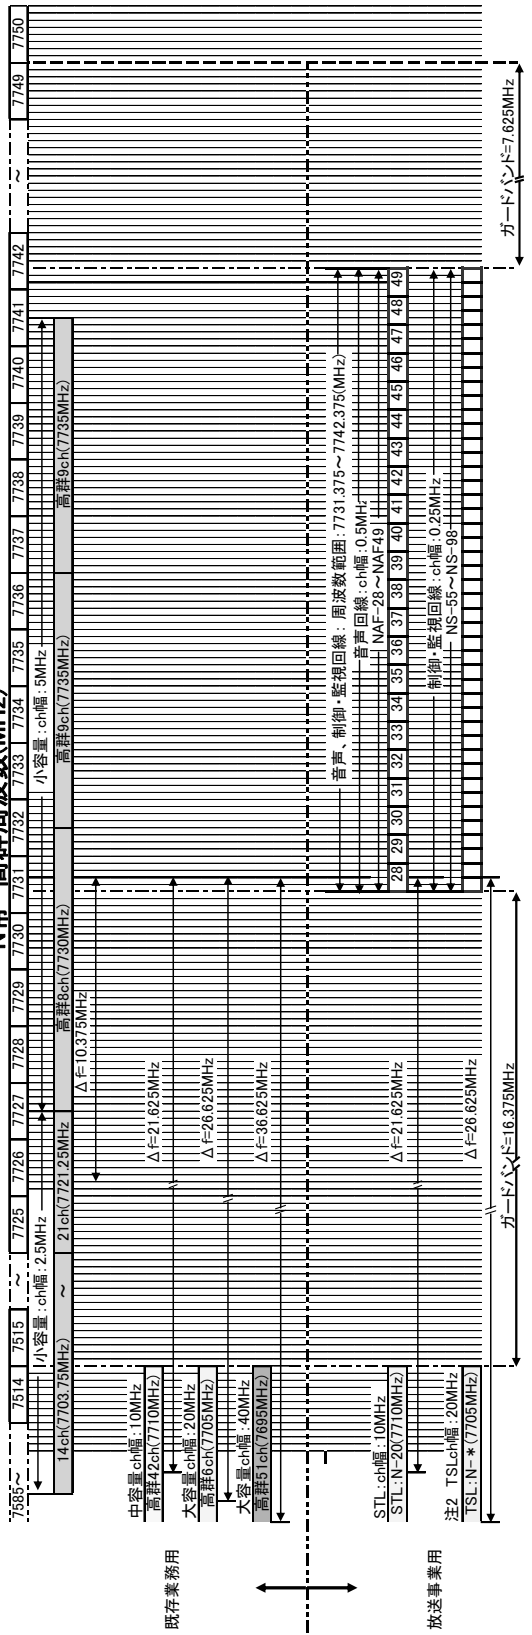 N帯 高群周波数(MHz)
7585~
7514
7515
~
7725
7726
7727
7728
7729
7730
7731
7732
7733
7734
7735
7736
7737
7738
7739
7740
7741
7742
~
7749
7750
小容量:ch幅:2.5MHz
小容量:ch幅:5MHz
14ch(7703.75MHz)
~
21ch(7721.25MHz
高群8ch(7730MHz)
高群9ch(7735MHz)
高群9ch(7735MHz)
Δf=10.375MHz
中容量ch幅:10MHz
高群42ch(7710MHz)
Δf=21.625MHz
大容量ch幅:20MHz
高群6ch(7705MHz)
Δf=26.625MHz
大容量ch幅:40MHz
高群51ch(7695MHz)
Δf=36.625MHz
既存業務用
放送事業用
音声、制御・監視回線: 周波数範囲:7731.375~7742.375(MHz)
音声回線:ch幅:0.5MHz
NAF-28~NAF49
STL:ch幅:10MHz
STL:N-20(7710MHz)
Δf=21.625MHz
28 29 30 31 32 33 34 35 36 37 38 39 40 41 42 43 44 45 46 47 48 49
制御・監視回線:ch幅:0.25MHz
NS-55~NS-98
注2 TSLch幅:20MHz
TSL:N-*(7705MHz)
Δf=26.625MHz
ガードバンド=16.375MHz
ガードバンド=7.625MHz